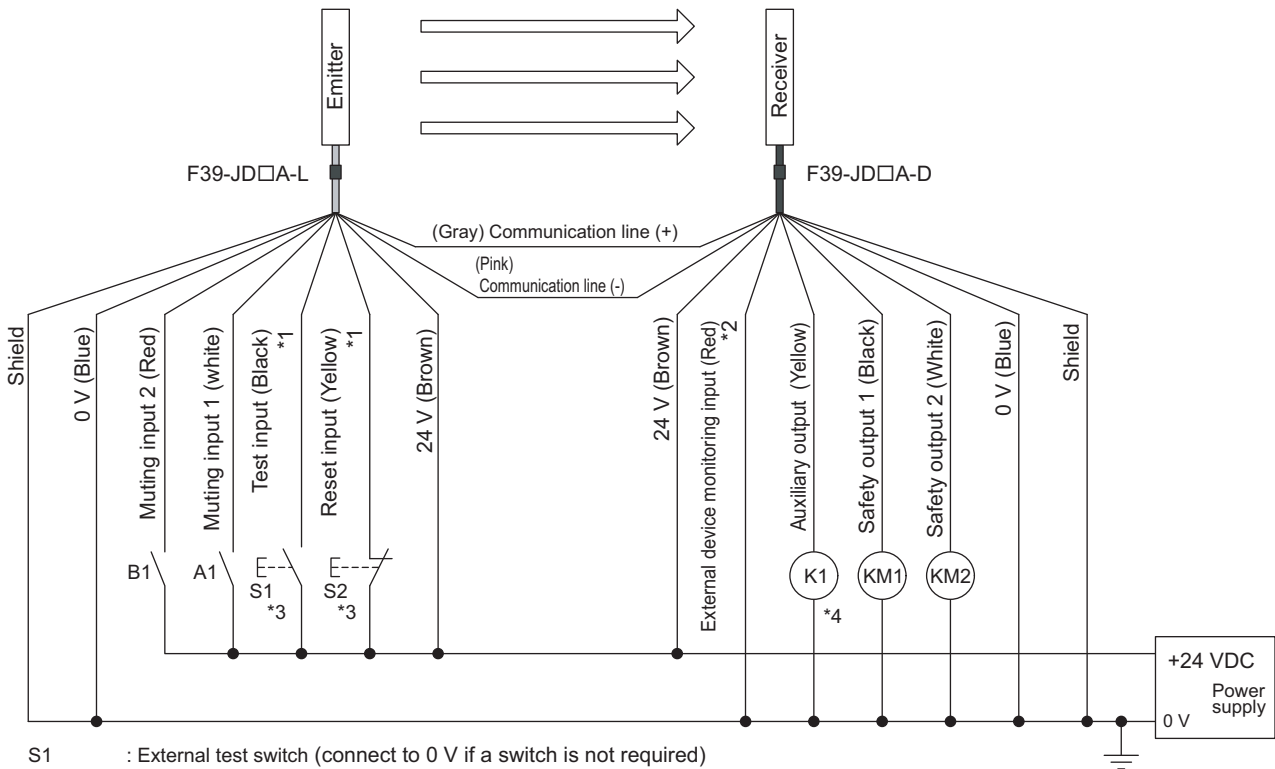 Emitter
Receiver
F39-JD□A-L
F39-JD□A-D
(Gray) Communication line (+)
(Pink)
Communication line (-)
Shield
0 V (Blue)
Muting input 2 (Red)
Muting input 1 (white)
Test input (Black)
*1
Reset input (Yellow)
*1
24 V (Brown)
24 V (Brown)
External device monitoring input (Red)
*2
Auxiliary output (Yellow)
Safety output 1 (Black)
Safety output 2 (White)
0 V (Blue)
Shield
B1
A1
S1
*3
S2
*3
K1
*4
KM1
KM2
+24 VDC
Power
supply
0 V
S1 : External test switch (connect to 0 V if a switch is not required)